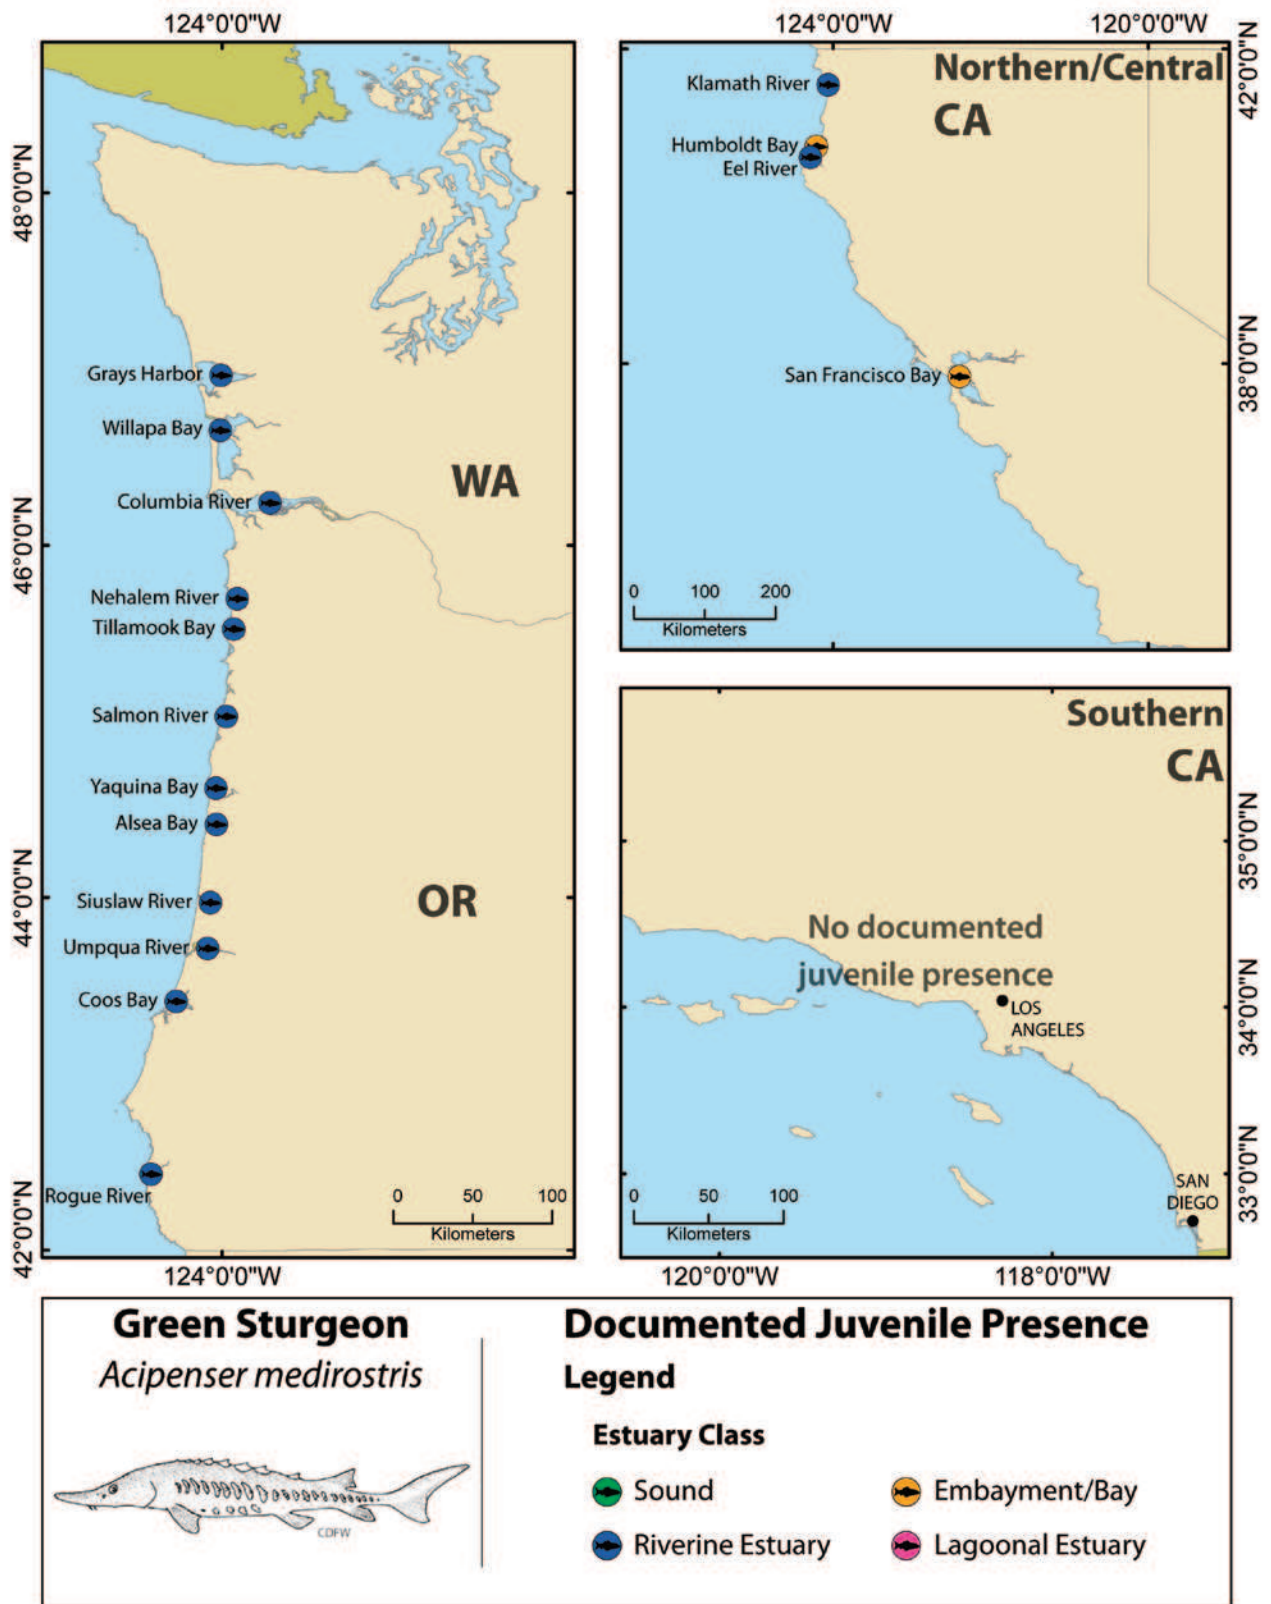 124°0'0"W
48°0'0"N
46°0'0"N
44°0'0"N
42°0'0"N
Grays Harbor
Willapa Bay
Columbia River
WA
Nehalem River
Tillamook Bay
Salmon River
Yaquina Bay
Alsea Bay
Siuslaw River
OR
Umpqua River
Coos Bay
Rogue River
0 50 100
Kilometers
124°0'0"W
124°0'0"W 120°0'0"W
42°0'0"N
38°0'0"N
Northern/Central
CA
Klamath River
Humboldt Bay
Eel River
San Francisco Bay
0 100 200
Kilometers
Southern
CA
35°0'0"N
34°0'0"N
33°0'0"N
No documented
juvenile presence
LOS
ANGELES
SAN
DIEGO
0 50 100
Kilometers
120°0'0"W 118°0'0"W
Green Sturgeon
Acipenser medirostris
CDFW
Documented Juvenile Presence
Legend
Estuary Class
Sound
Embayment/Bay
Riverine Estuary
Lagoonal Estuary